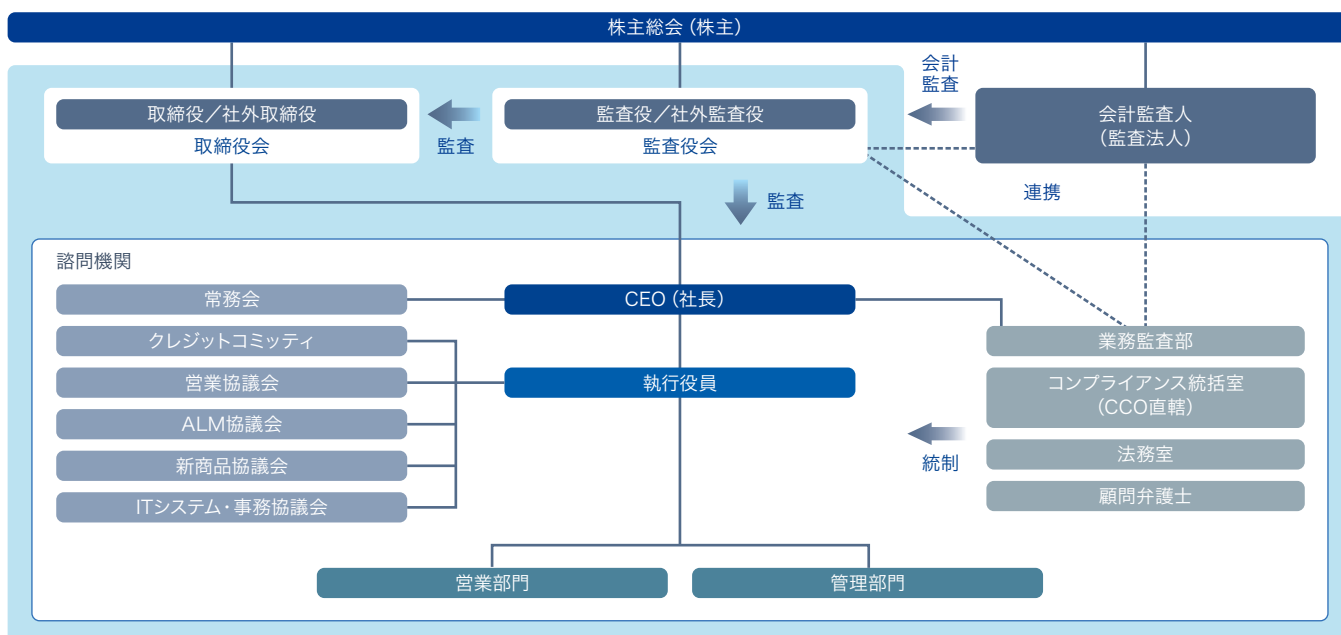 株主総会（株主）
会計
監査
取締役／社外取締役
取締役会
監査
監査役／社外監査役
監査役会
会計監査人
（監査法人）
連携
監査
諮問機関
常務会
CEO（社長）
クレジットコミッティ
業務監査部
営業協議会
執行役員
コンプライアンス統括室
（CCO直轄）
ALM協議会
統制
法務室
新商品協議会
顧問弁護士
ITシステム・事務協議会
営業部門
管理部門